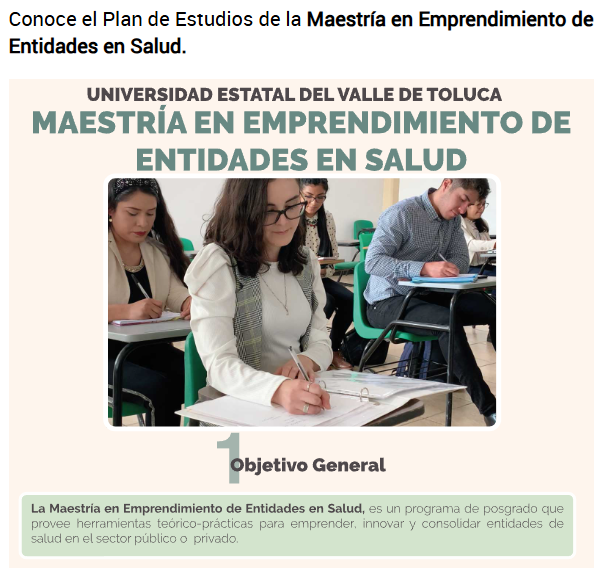 Conoce el Plan de Estudios de la Maestría en Emprendimiento de
Entidades en Salud.
UNIVERSIDAD ESTATAL DEL VALLE DE TOLUCA
MAESTRÍA EN EMPRENDIMIENTO DE
ENTIDADES EN SALUD
1
Objetivo General
La Maestría en Emprendimiento de Entidades en Salud, es un programa de posgrado que
provee herramientas teórico-prácticas para emprender, innovar y consolidar entidades de
salud en el sector público o privado.